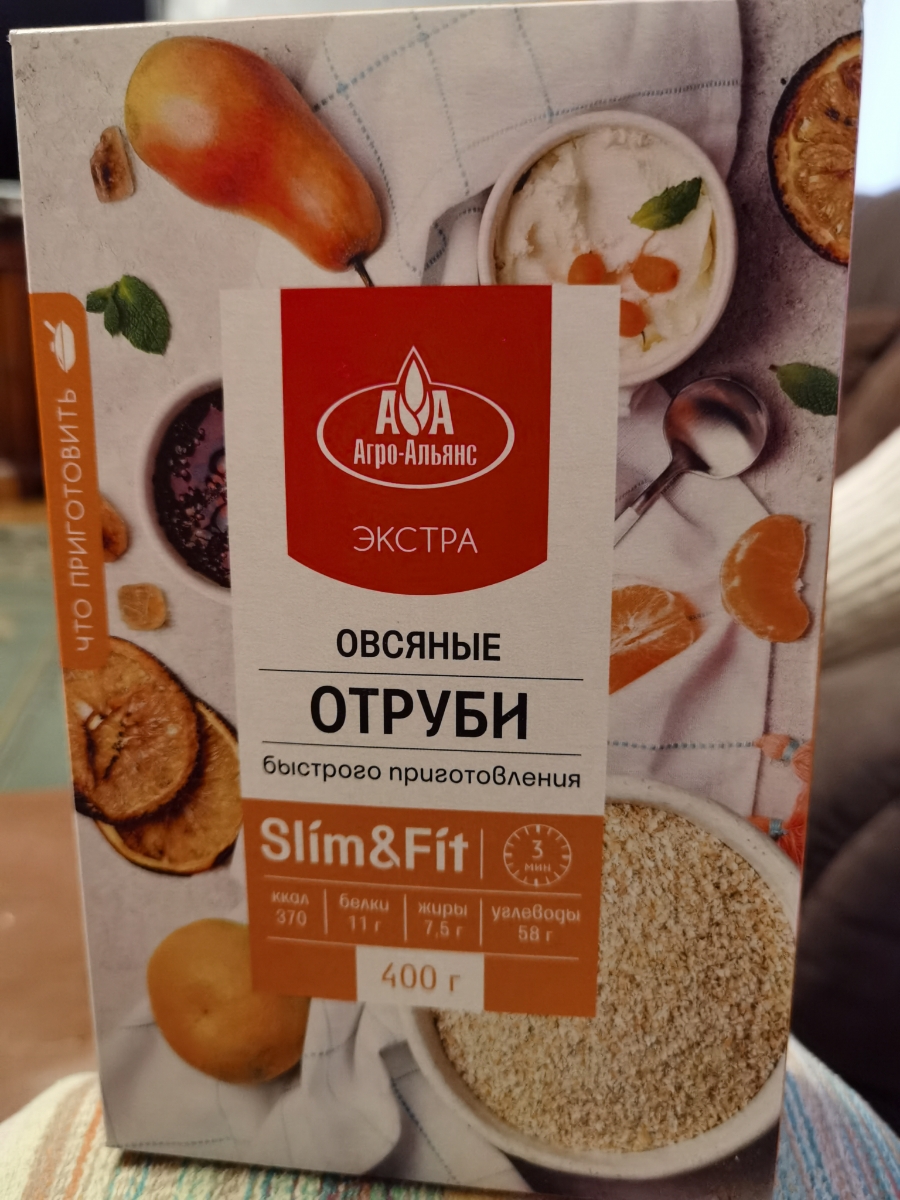 ЧТО ПРИГОТОВИТЬ
А А
Агро-Альянс
ЭКСТРА
ОВСЯНЫЕ
ОТРУБИ
быстрого приготовления
Slim&Fit
3
мин
ккал белки жиры углеводы
370 11 г 7,5 г 58 г
400 г